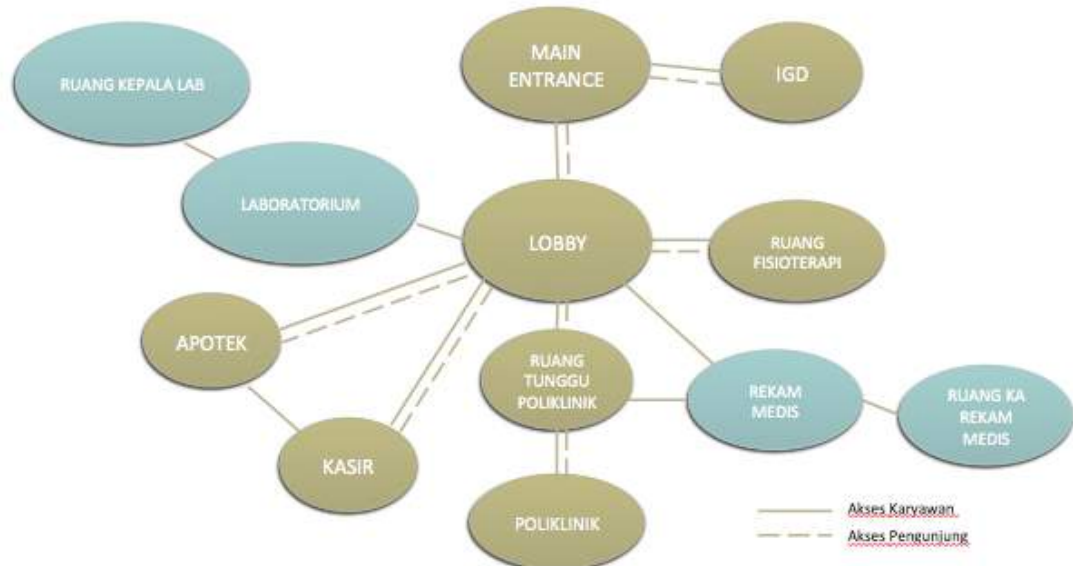 MAIN
ENTRANCE
IGD
RUANG KEPALA LAB
LABORATORIUM
LOBBY
RUANG
FISIOTERAPI
APOTEK
RUANG
TUNGGU
POLIKLINIK
REKAM
MEDIS
RUANG KA
REKAM
MEDIS
KASIR
POLIKLINIK
Akses Karyawan
Akses Pengunjung